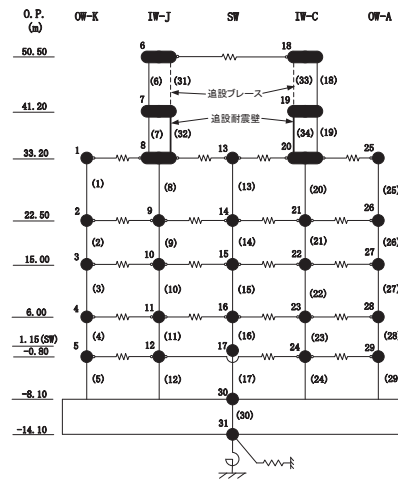 O.P. OW-K IW-J SW IW-C OW-A
(m)
6 18
50.50
(6) (31) (33) (18)
追設ブレース
7 19
41.20
追設耐震壁
(7) (32) (34) (19)
1 8 13 20 25
33.20
(1) (8) (13) (20) (25)
2 9 14 21 26
22.50
(2) (9) (14) (21) (26)
3 10 15 22 27
15.00
(3) (10) (15) (22) (27)
4 11 16 23 28
6.00
1.15(SW) (4) (11) (16) (23) (28)
5 12 17 24 29
-0.80
(5) (12) (17) (24) (29
30
-8.10
(30)
31
-14.10